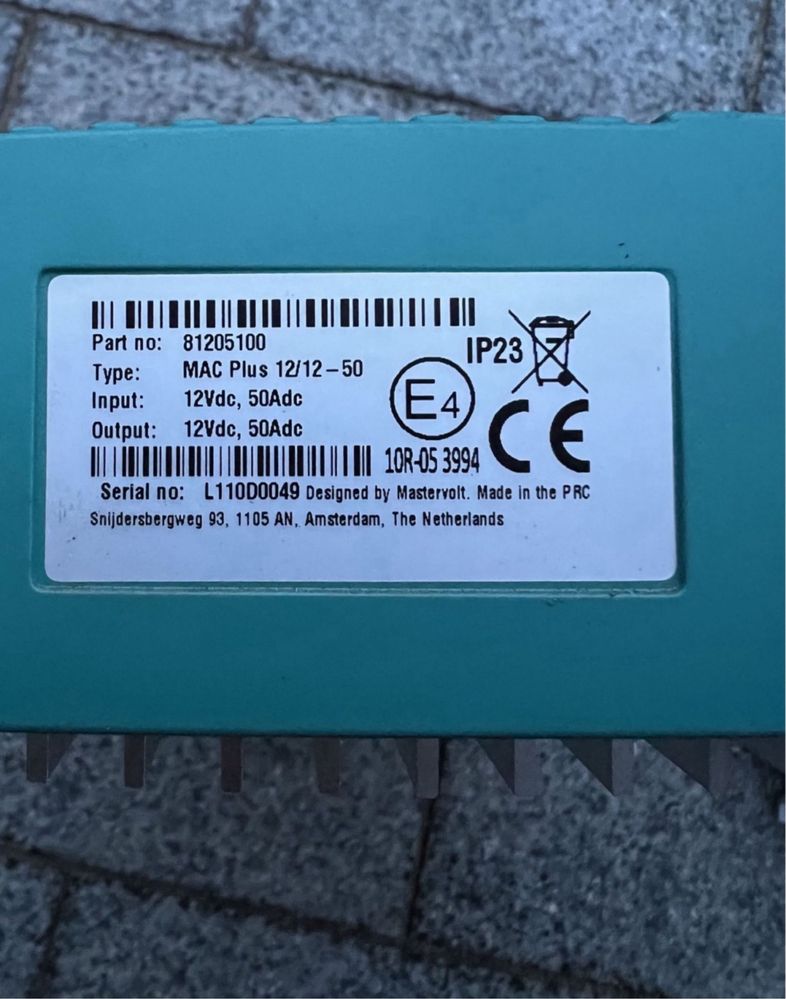 Part no: 81205100
Type: MAC Plus 12/12-50
Input: 12Vdc, 50Adc
Output: 12Vdc, 50Adc
IP23
E4
CE
10R-05 3994
Serial no: L110D0049 Designed by Mastervolt. Made in the PRC
Snijdersbergweg 93, 1105 AN, Amsterdam, The Netherlands